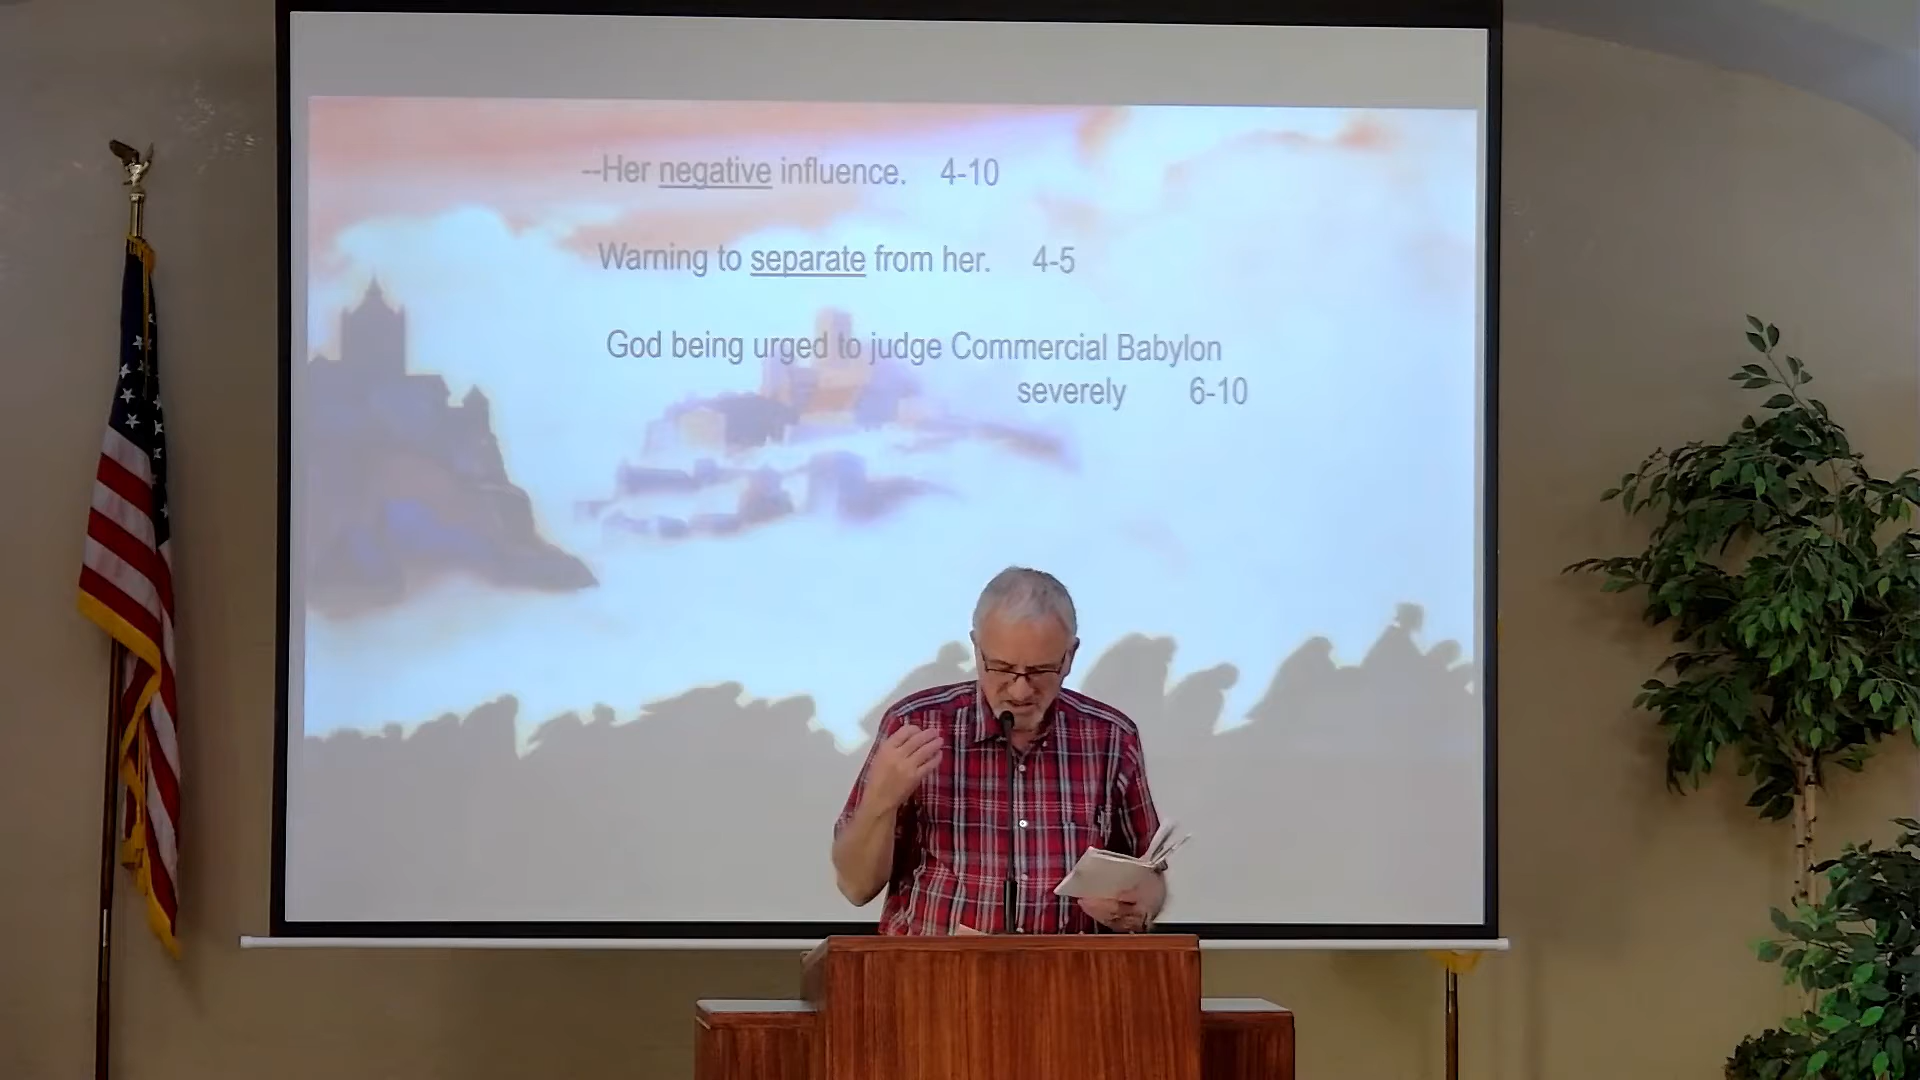 --Her negative influence. 4-10
Warning to separate from her. 4-5
God being urged to judge Commercial Babylon
severely 6-10